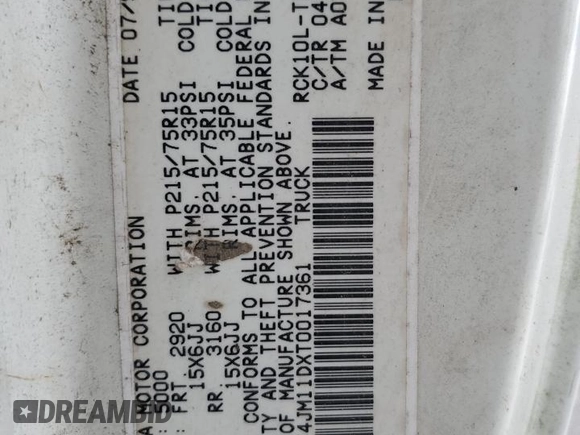 A MOTOR CORPORATION DATE 07/
: 5000
: FRT. 2920 WITH P215/75R15 TI
15X6JJ RIMS. AT 33PSI COLD
RR. 3160 WITH P215/75R15 TI
15X6JJ RIMS. AT 35PSI COLD
CONFORMS TO ALL APPLICABLE FEDERAL
TY AND THEFT PREVENTION STANDARDS IN
OF MANUFACTURE SHOWN ABOVE.
4JM11DXT0017361 RCK10L-T
TRUCK C/TR 04
A/TM A0
MADE IN
DREAMBID